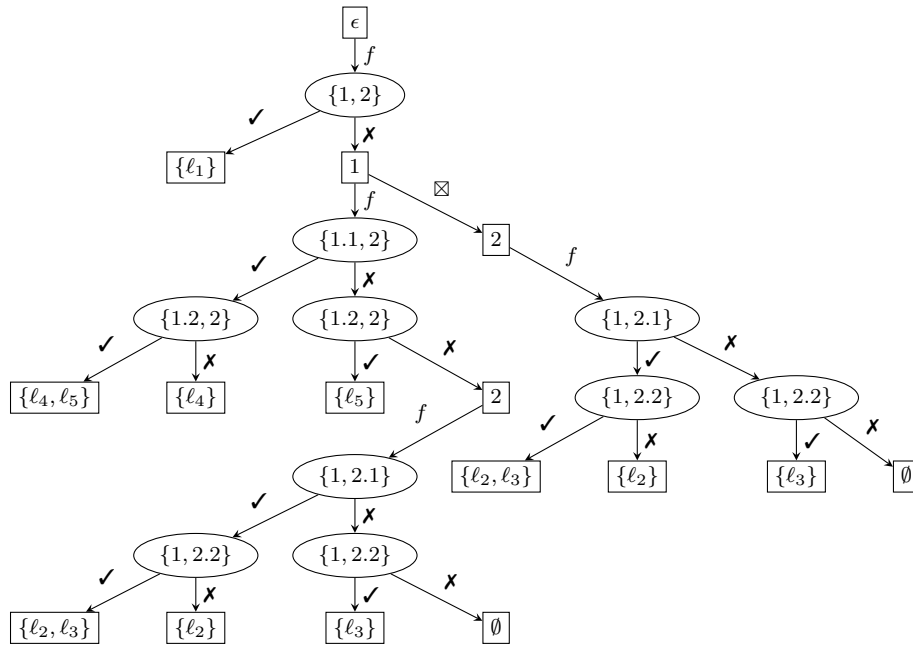 ϵ
f
{1, 2}
✓ ✗
{ℓ₁} 1 ⊠
f
{1.1, 2} 2
✓ ✗ f
{1.2, 2} {1.2, 2} {1, 2.1}
✓ ✗ ✓ ✗ ✓ ✗
{ℓ₄, ℓ₅} {ℓ₄} {ℓ₅} 2 {1, 2.2} {1, 2.2}
f ✓ ✗ ✓ ✗
{1, 2.1} {ℓ₂, ℓ₃} {ℓ₂} {ℓ₃} ∅
✓ ✗
{1, 2.2} {1, 2.2}
✓ ✗ ✓ ✗
{ℓ₂, ℓ₃} {ℓ₂} {ℓ₃} ∅